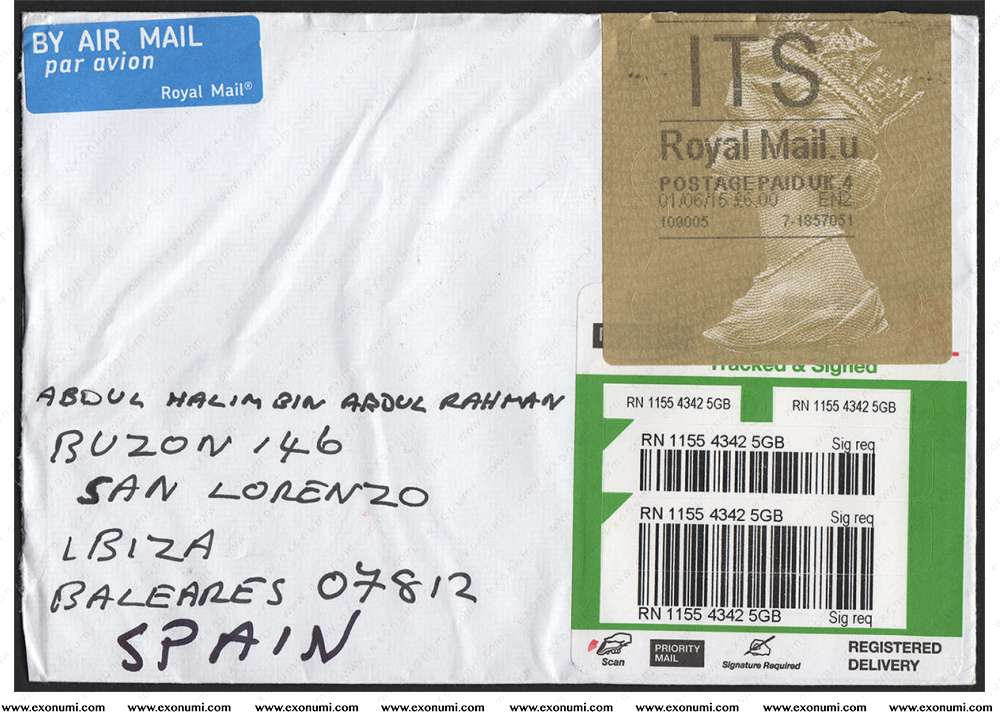 BY AIR MAIL
par avion
Royal Mail®
ITS
Royal Mail.u
POSTAGE PAID UK 4
01/06/15 £6.00 EN2
109005 7-1857051
Tracked & Signed
RN 1155 4342 5GB RN 1155 4342 5GB
RN 1155 4342 5GB Sig req
RN 1155 4342 5GB Sig req
RN 1155 4342 5GB Sig req
ABDUL HALIM BIN ABDUL RAHMAN
BUZON 146
SAN LORENZO
IBIZA
BALEARES 07812
SPAIN
Scan
PRIORITY
MAIL
Signature Required
REGISTERED
DELIVERY
www.exonumi.com www.exonumi.com www.exonumi.com www.exonumi.com www.exonumi.com www.exonumi.com www.exonumi.com www.exonumi.com